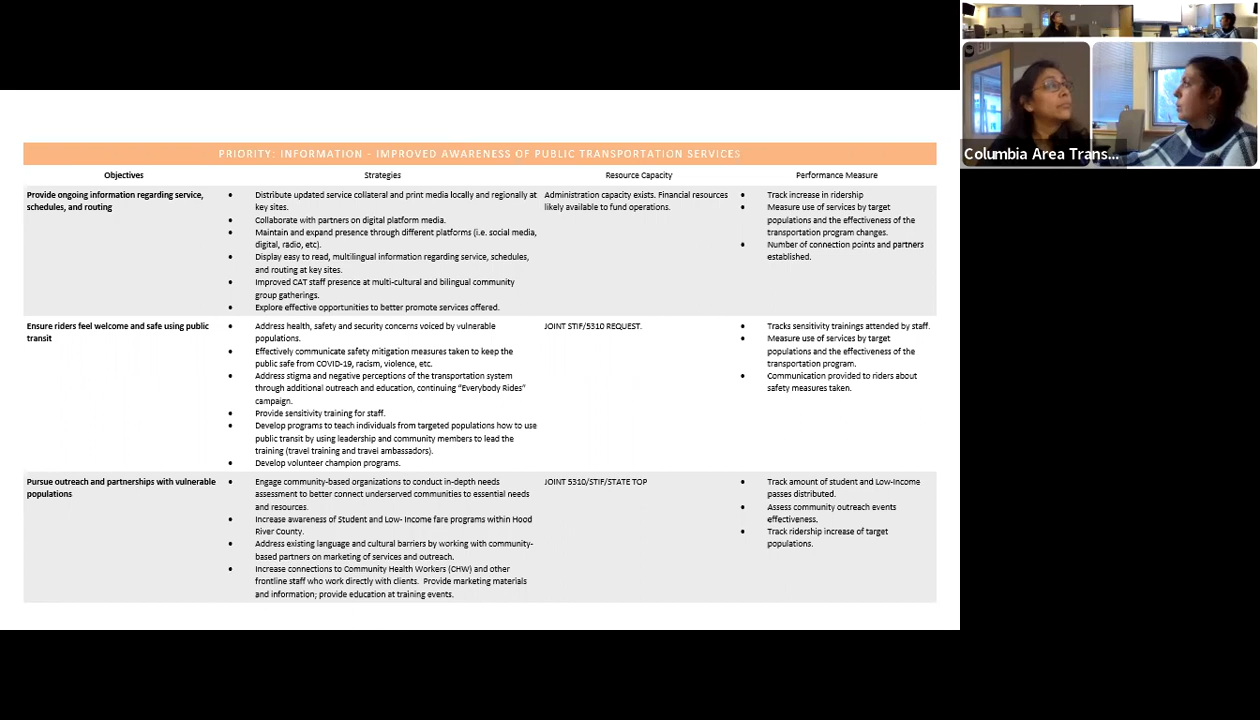 PRIORITY: INFORMATION - IMPROVED AWARENESS OF PUBLIC TRANSPORTATION SERVICES
Objectives
Strategies
Resource Capacity
Performance Measure
Provide ongoing information regarding service,
schedules, and routing
Distribute updated service collateral and print media locally and regionally at
key sites.
Collaborate with partners on digital platform media.
Maintain and expand presence through different platforms (i.e. social media,
digital, radio, etc).
Display easy to read, multilingual information regarding service, schedules,
and routing at key sites.
Improved CAT staff presence at multi-cultural and bilingual community
group gatherings.
Explore effective opportunities to better promote services offered.
Administration capacity exists. Financial resources
likely available to fund operations.
Track increase in ridership
Measure use of services by target
populations and the effectiveness of the
transportation program changes.
Number of connection points and partners
established.
Ensure riders feel welcome and safe using public
transit
Address health, safety and security concerns voiced by vulnerable
populations.
Effectively communicate safety mitigation measures taken to keep the
public safe from COVID-19, racism, violence, etc.
Address stigma and negative perceptions of the transportation system
through additional outreach and education, continuing “Everybody Rides”
campaign.
Provide sensitivity training for staff.
Develop programs to teach individuals from targeted populations how to use
public transit by using leadership and community members to lead the
training (travel training and travel ambassadors).
Develop volunteer champion programs.
JOINT STIF/5310 REQUEST.
Tracks sensitivity trainings attended by staff.
Measure use of services by target
populations and the effectiveness of the
transportation program.
Communication provided to riders about
safety measures taken.
Pursue outreach and partnerships with vulnerable
populations
Engage community-based organizations to conduct in-depth needs
assessment to better connect underserved communities to essential needs
and resources.
Increase awareness of Student and Low- Income fare programs within Hood
River County.
Address existing language and cultural barriers by working with community-
based partners on marketing of services and outreach.
Increase connections to Community Health Workers (CHW) and other
frontline staff who work directly with clients. Provide marketing materials
and information; provide education at training events.
JOINT 5310/STIF/STATE TOP
Track amount of student and Low-Income
passes distributed.
Assess community outreach events
effectiveness.
Track ridership increase of target
populations.
EXIT
Columbia Area Trans...